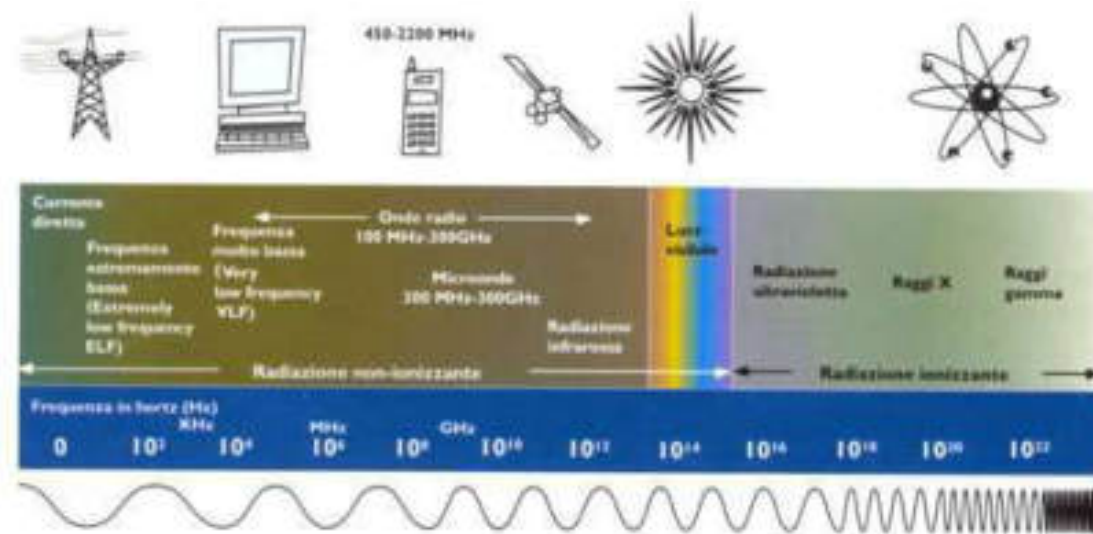 450-2200 MHz
Corrente
diretta
Frequenza
estremamente
bassa
(Extremely
low frequency
ELF)
Frequenza
molto bassa
(Very
low frequency
VLF)
Onde radio
100 MHz-300GHz
Microonde
300 MHz-300GHz
Radiazione
infrarossa
Luce
visibile
Radiazione
ultravioletta
Raggi X
Raggi
gamma
Radiazione non-ionizzante
Radiazione ionizzante
Frequenza in hertz (Hz)
KHz MHz GHz
0 10² 10⁴ 10⁶ 10⁸ 10¹⁰ 10¹² 10¹⁴ 10¹⁶ 10¹⁸ 10²⁰ 10²²